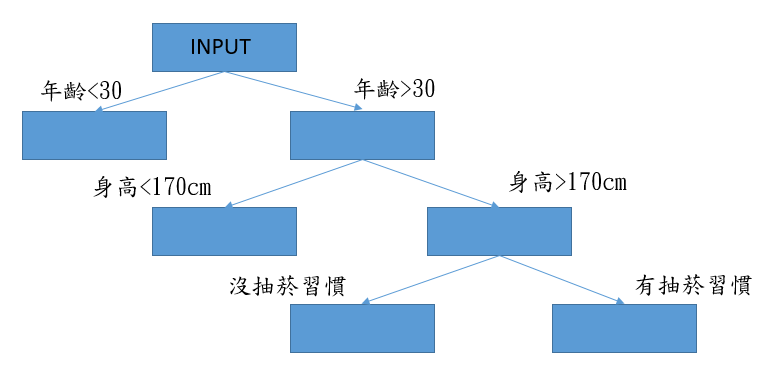 INPUT
年齡<30
年齡>30
身高<170cm
身高>170cm
沒抽菸習慣
有抽菸習慣